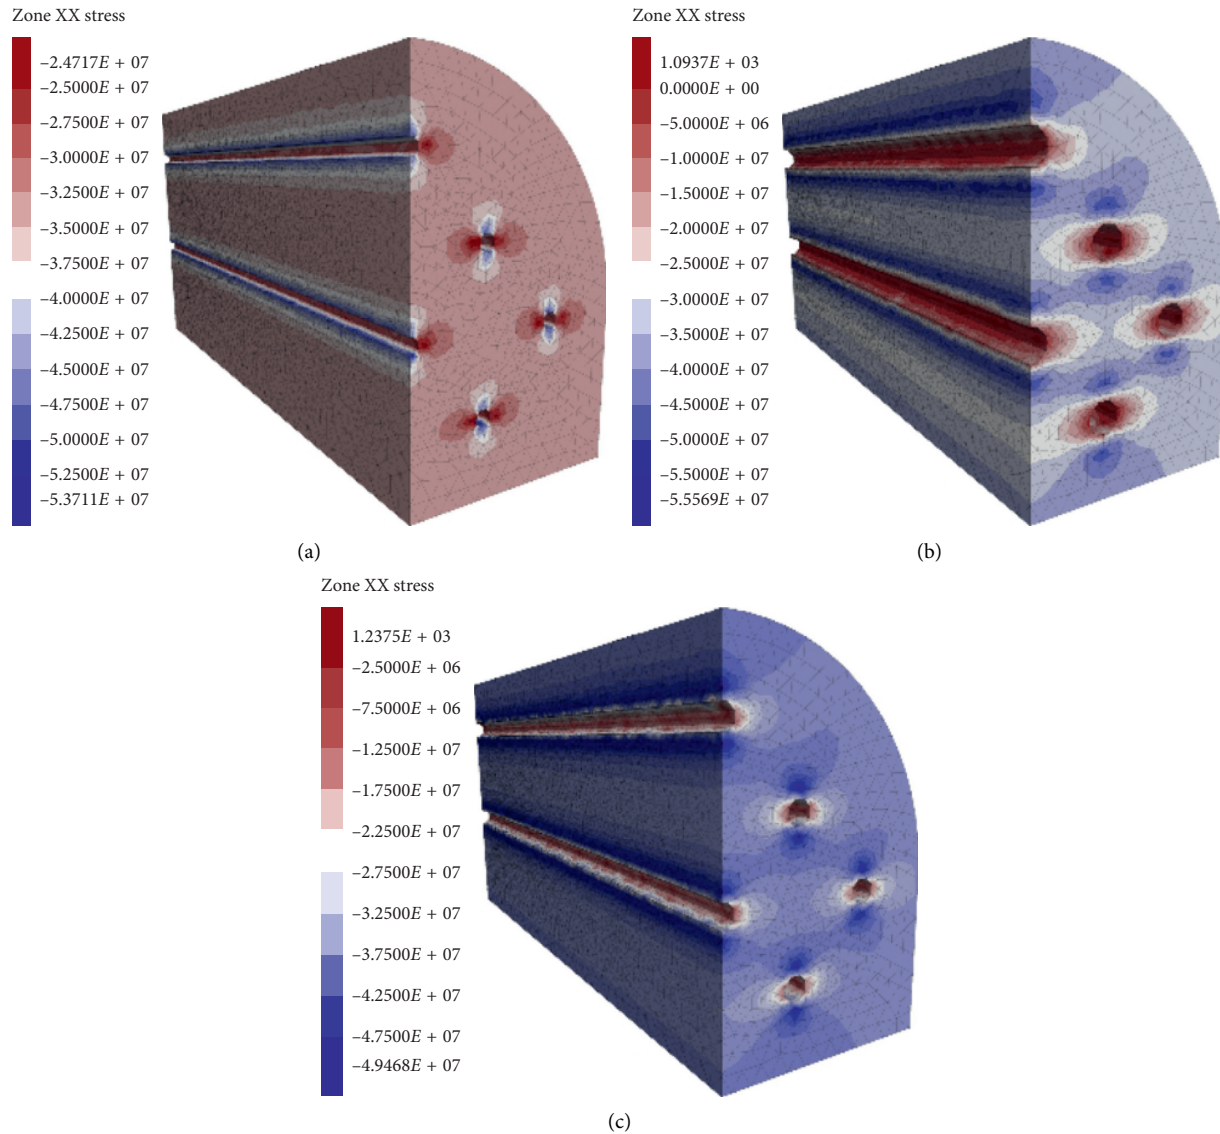 Zone XX stress
–2.4717E + 07
–2.5000E + 07
–2.7500E + 07
–3.0000E + 07
–3.2500E + 07
–3.5000E + 07
–3.7500E + 07
–4.0000E + 07
–4.2500E + 07
–4.5000E + 07
–4.7500E + 07
–5.0000E + 07
–5.2500E + 07
–5.3711E + 07
(a)
Zone XX stress
1.0937E + 03
0.0000E + 00
–5.0000E + 06
–1.0000E + 07
–1.5000E + 07
–2.0000E + 07
–2.5000E + 07
–3.0000E + 07
–3.5000E + 07
–4.0000E + 07
–4.5000E + 07
–5.0000E + 07
–5.5000E + 07
–5.5569E + 07
(b)
Zone XX stress
1.2375E + 03
–2.5000E + 06
–7.5000E + 06
–1.2500E + 07
–1.7500E + 07
–2.2500E + 07
–2.7500E + 07
–3.2500E + 07
–3.7500E + 07
–4.2500E + 07
–4.7500E + 07
–4.9468E + 07
(c)